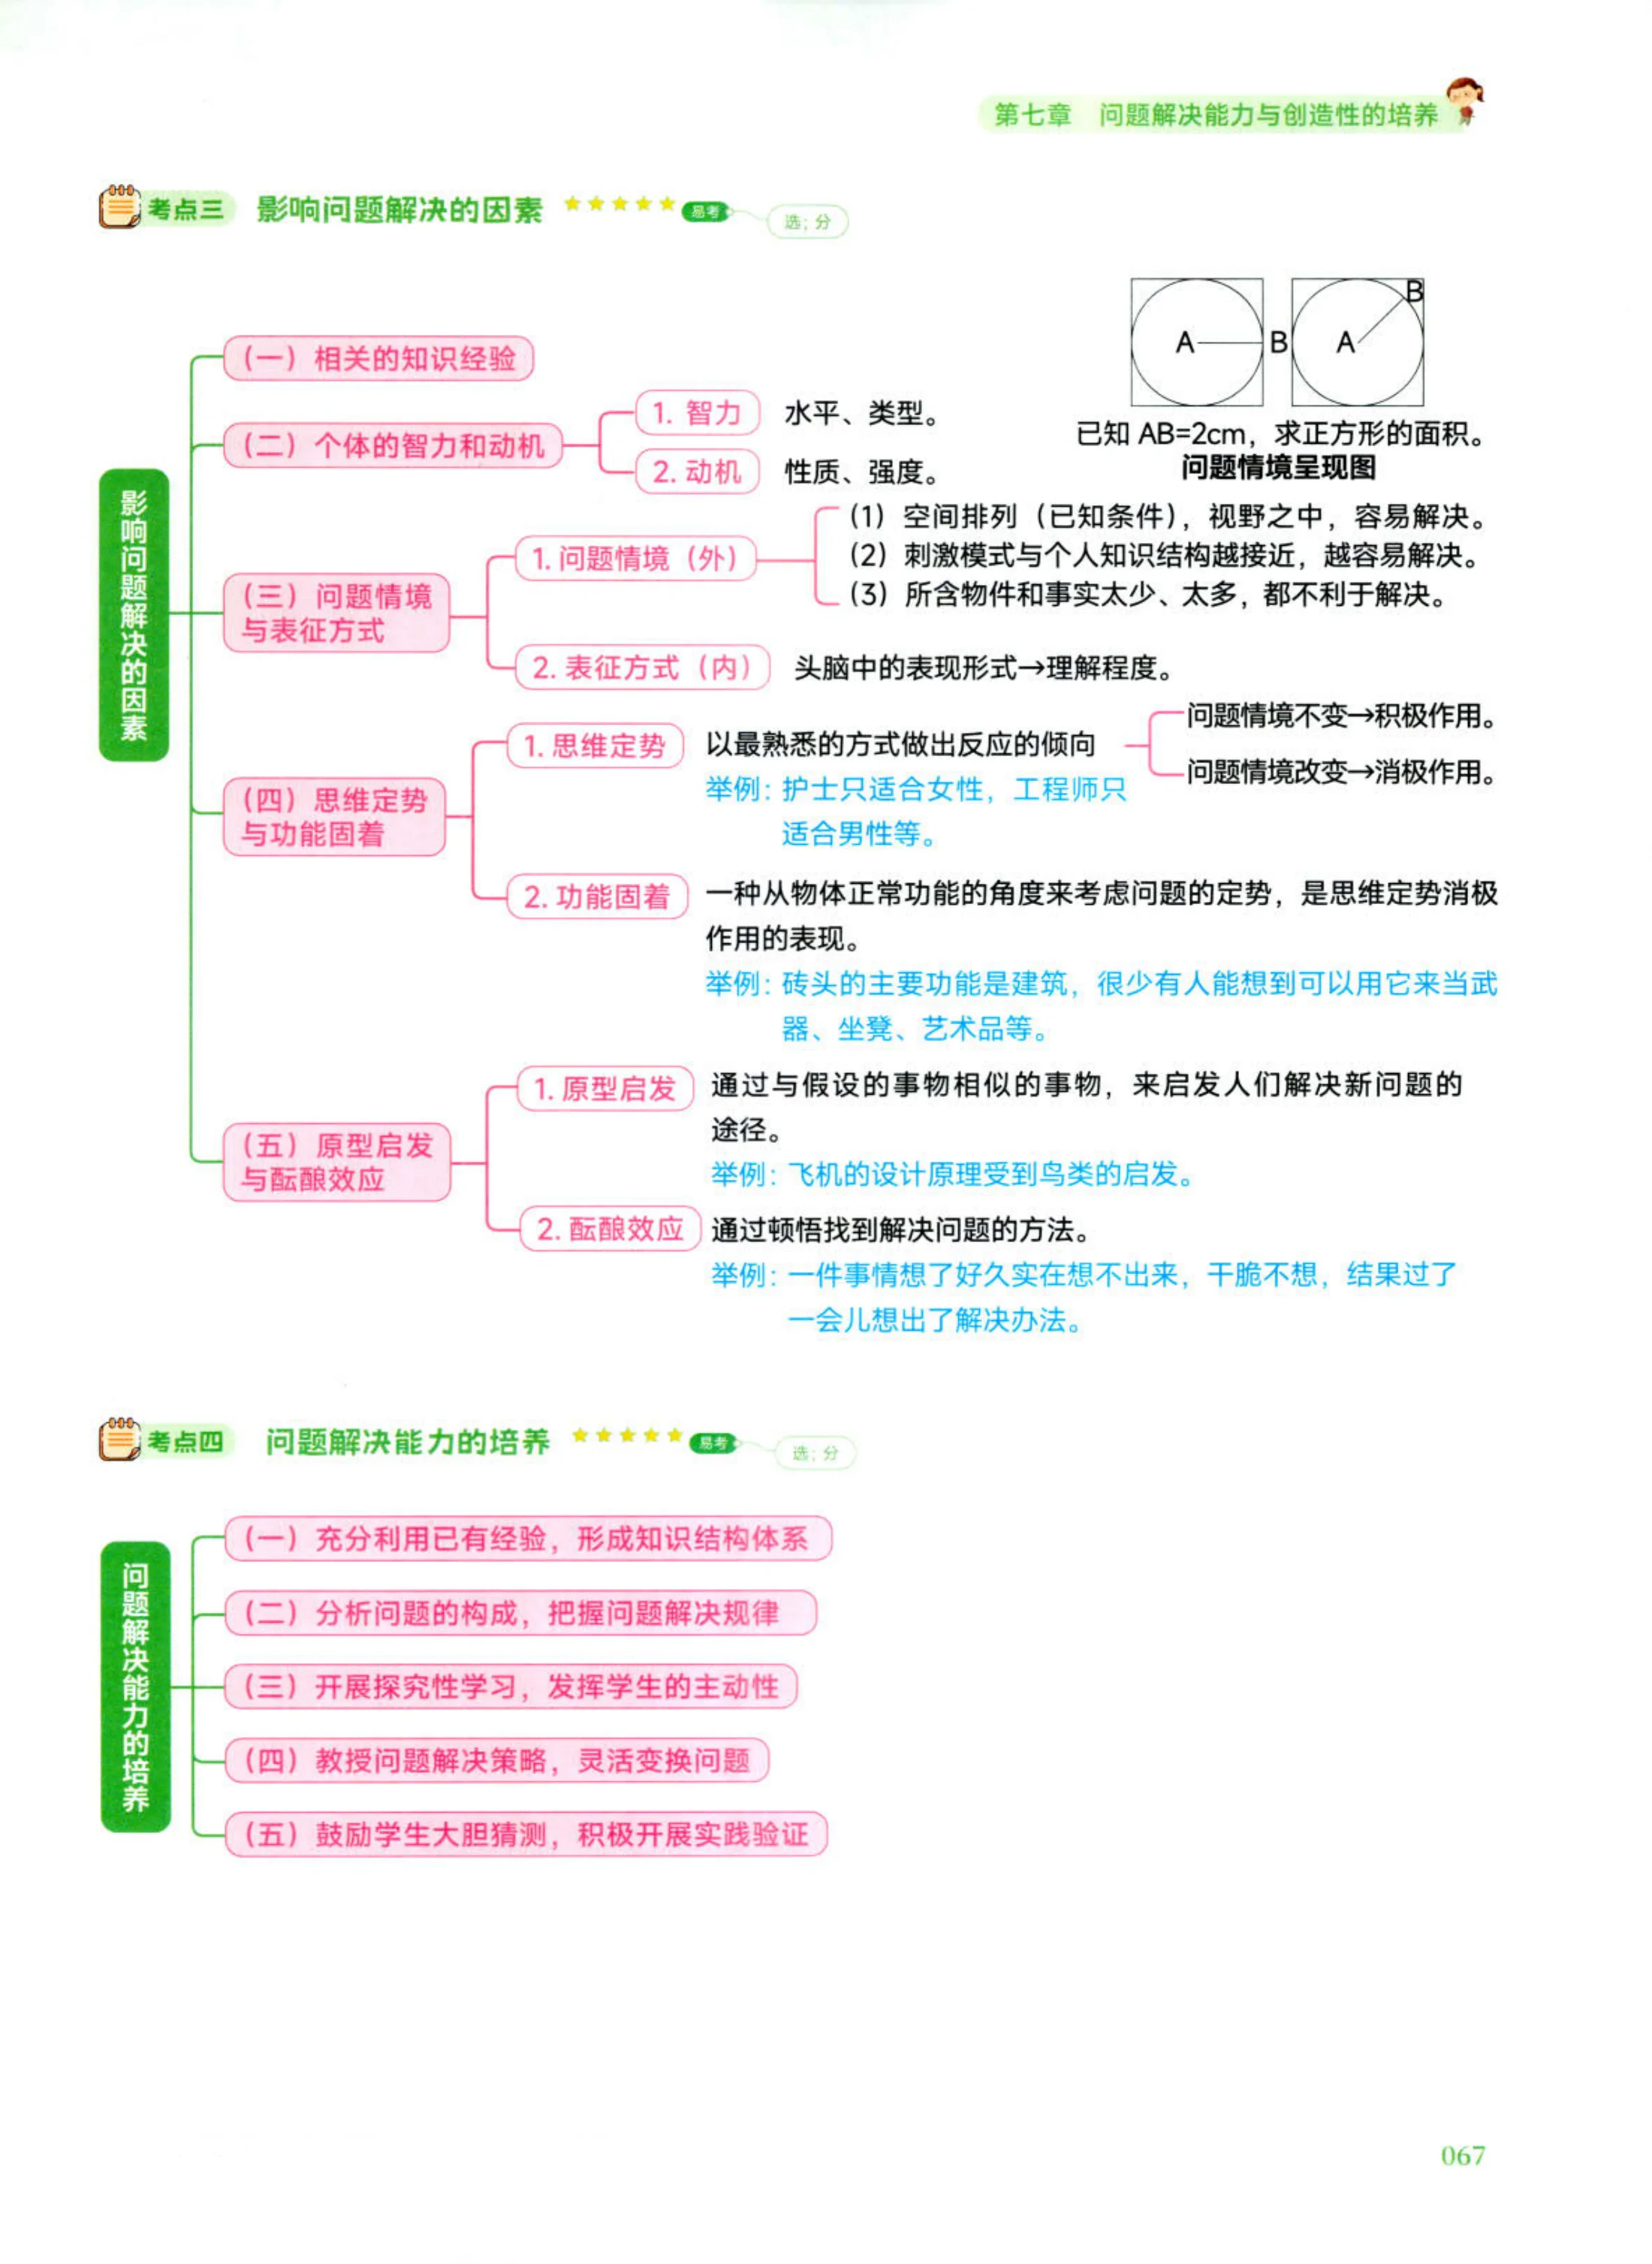 第七章 问题解决能力与创造性的培养
考点三 影响问题解决的因素 易考 选; 分
影响问题解决的因素
(一) 相关的知识经验
(二) 个体的智力和动机
1. 智力 水平、类型。
2. 动机 性质、强度。
A B A B
已知 AB=2cm，求正方形的面积。
问题情境呈现图
(三) 问题情境
与表征方式
1. 问题情境（外）
(1) 空间排列（已知条件），视野之中，容易解决。
(2) 刺激模式与个人知识结构越接近，越容易解决。
(3) 所含物件和事实太少、太多，都不利于解决。
2. 表征方式（内） 头脑中的表现形式→理解程度。
(四) 思维定势
与功能固着
1. 思维定势 以最熟悉的方式做出反应的倾向
问题情境不变→积极作用。
问题情境改变→消极作用。
举例：护士只适合女性，工程师只
适合男性等。
2. 功能固着 一种从物体正常功能的角度来考虑问题的定势，是思维定势消极
作用的表现。
举例：砖头的主要功能是建筑，很少有人能想到可以用它来当武
器、坐凳、艺术品等。
(五) 原型启发
与酝酿效应
1. 原型启发 通过与假设的事物相似的事物，来启发人们解决新问题的
途径。
举例：飞机的设计原理受到鸟类的启发。
2. 酝酿效应 通过顿悟找到解决问题的方法。
举例：一件事情想了好久实在想不出来，干脆不想，结果过了
一会儿想出了解决办法。
考点四 问题解决能力的培养 易考 选; 分
问题解决能力的培养
(一) 充分利用已有经验，形成知识结构体系
(二) 分析问题的构成，把握问题解决规律
(三) 开展探究性学习，发挥学生的主动性
(四) 教授问题解决策略，灵活变换问题
(五) 鼓励学生大胆猜测，积极开展实践验证
067